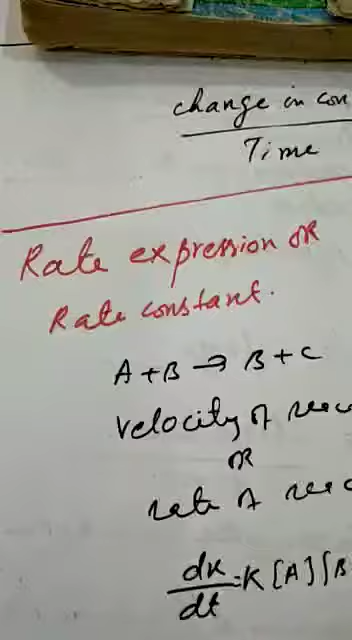 change in con
Time
Rate expression OR
Rate constant.
A + B → B + C
velocity of reac
OR
rate of reac
dx/dt = K [A] [B